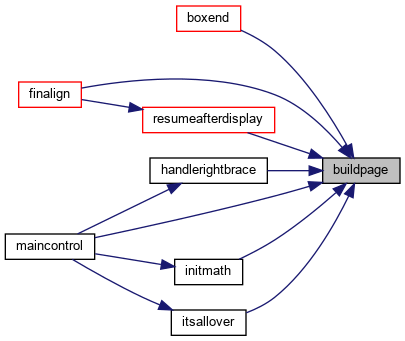 boxend
finalign
resumeafterdisplay
handlerightbrace
buildpage
maincontrol
initmath
itsallover